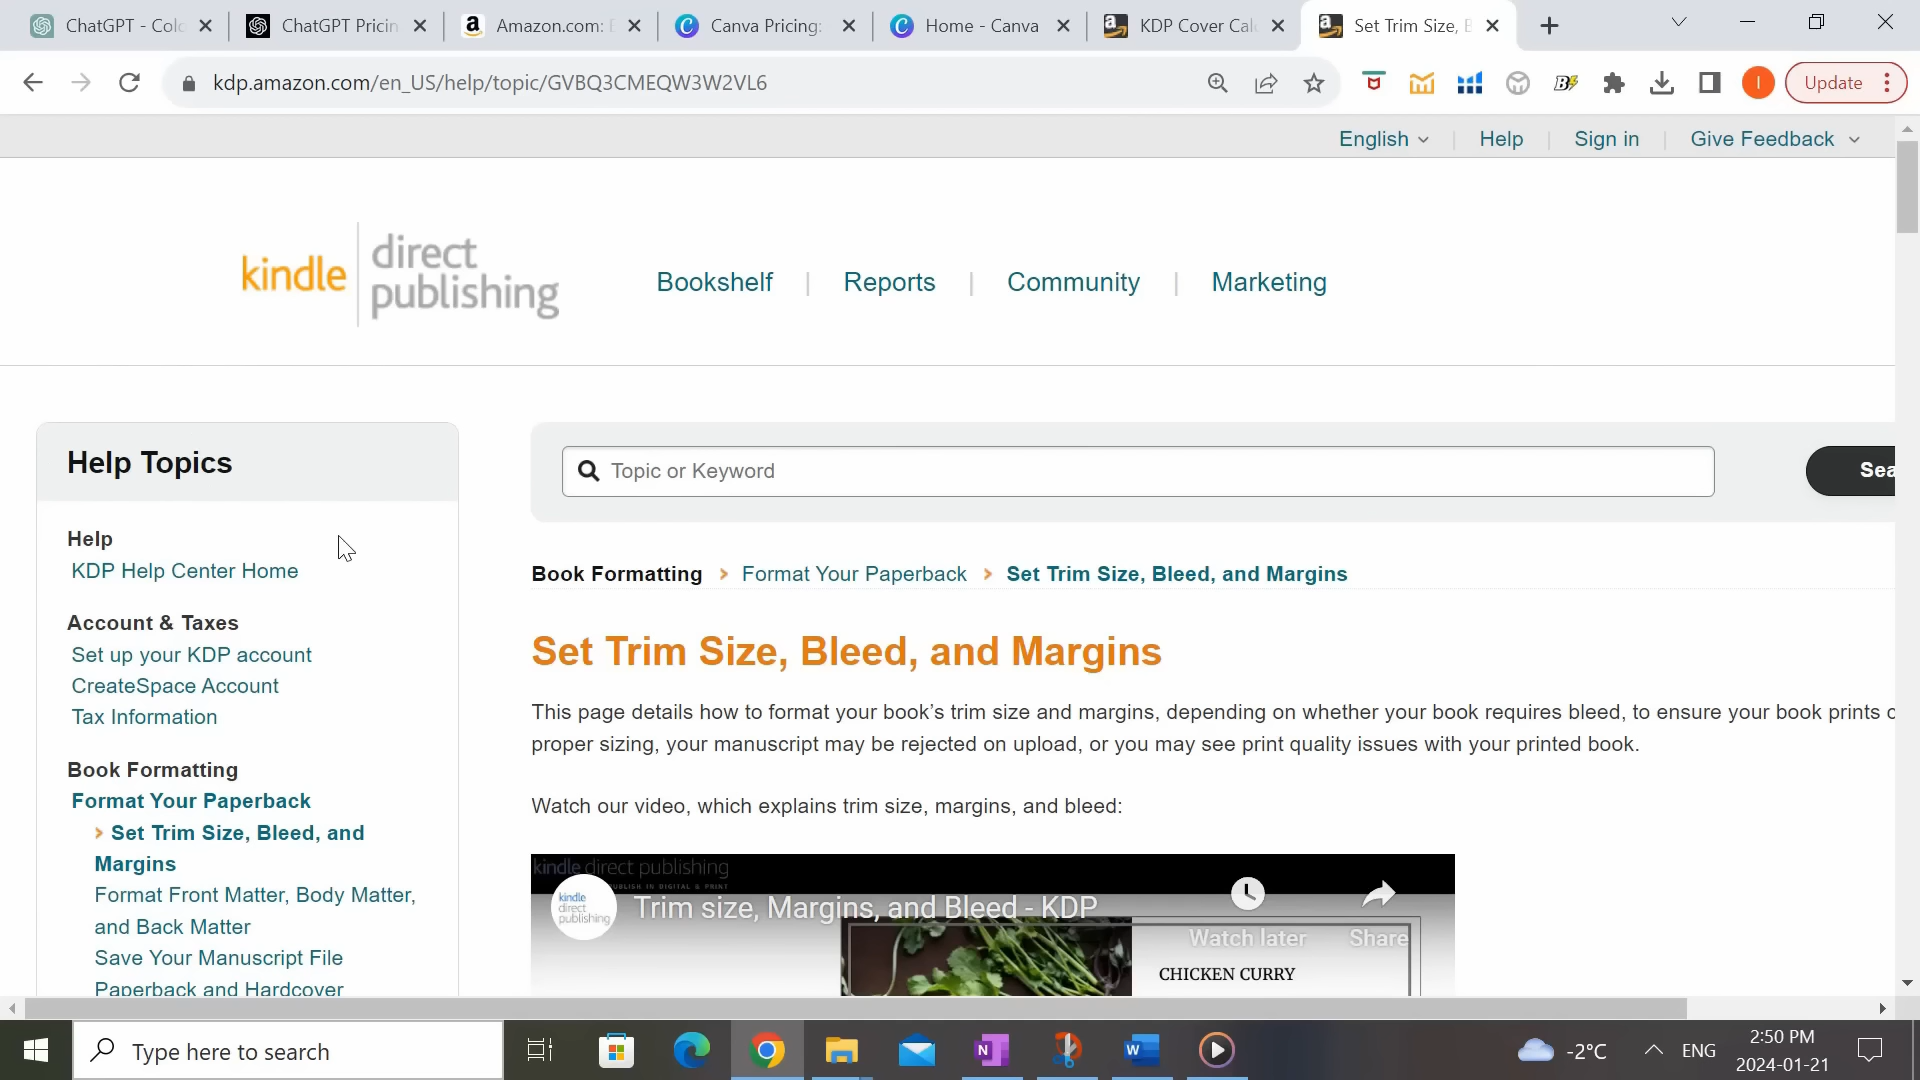 ChatGPT - Colo
ChatGPT Pricin
Amazon.com:
Canva Pricing:
Home - Canva
KDP Cover Cal
Set Trim Size,
kdp.amazon.com/en_US/help/topic/GVBQ3CMEQW3W2VL6
Update
English
Help
Sign in
Give Feedback
kindle direct publishing
Bookshelf
Reports
Community
Marketing
Help Topics
Topic or Keyword
Sea
Help
KDP Help Center Home
Account & Taxes
Set up your KDP account
CreateSpace Account
Tax Information
Book Formatting
Format Your Paperback
Set Trim Size, Bleed, and
Margins
Format Front Matter, Body Matter,
and Back Matter
Save Your Manuscript File
Paperback and Hardcover
Book Formatting > Format Your Paperback > Set Trim Size, Bleed, and Margins
Set Trim Size, Bleed, and Margins
This page details how to format your book’s trim size and margins, depending on whether your book requires bleed, to ensure your book prints
proper sizing, your manuscript may be rejected on upload, or you may see print quality issues with your printed book.
Watch our video, which explains trim size, margins, and bleed:
kindle direct publishing
PUBLISH IN DIGITAL & PRINT
kindle
direct
publishing
Trim size, Margins, and Bleed - KDP
Watch later
Share
CHICKEN CURRY
Type here to search
-2°C
ENG
2:50 PM
2024-01-21